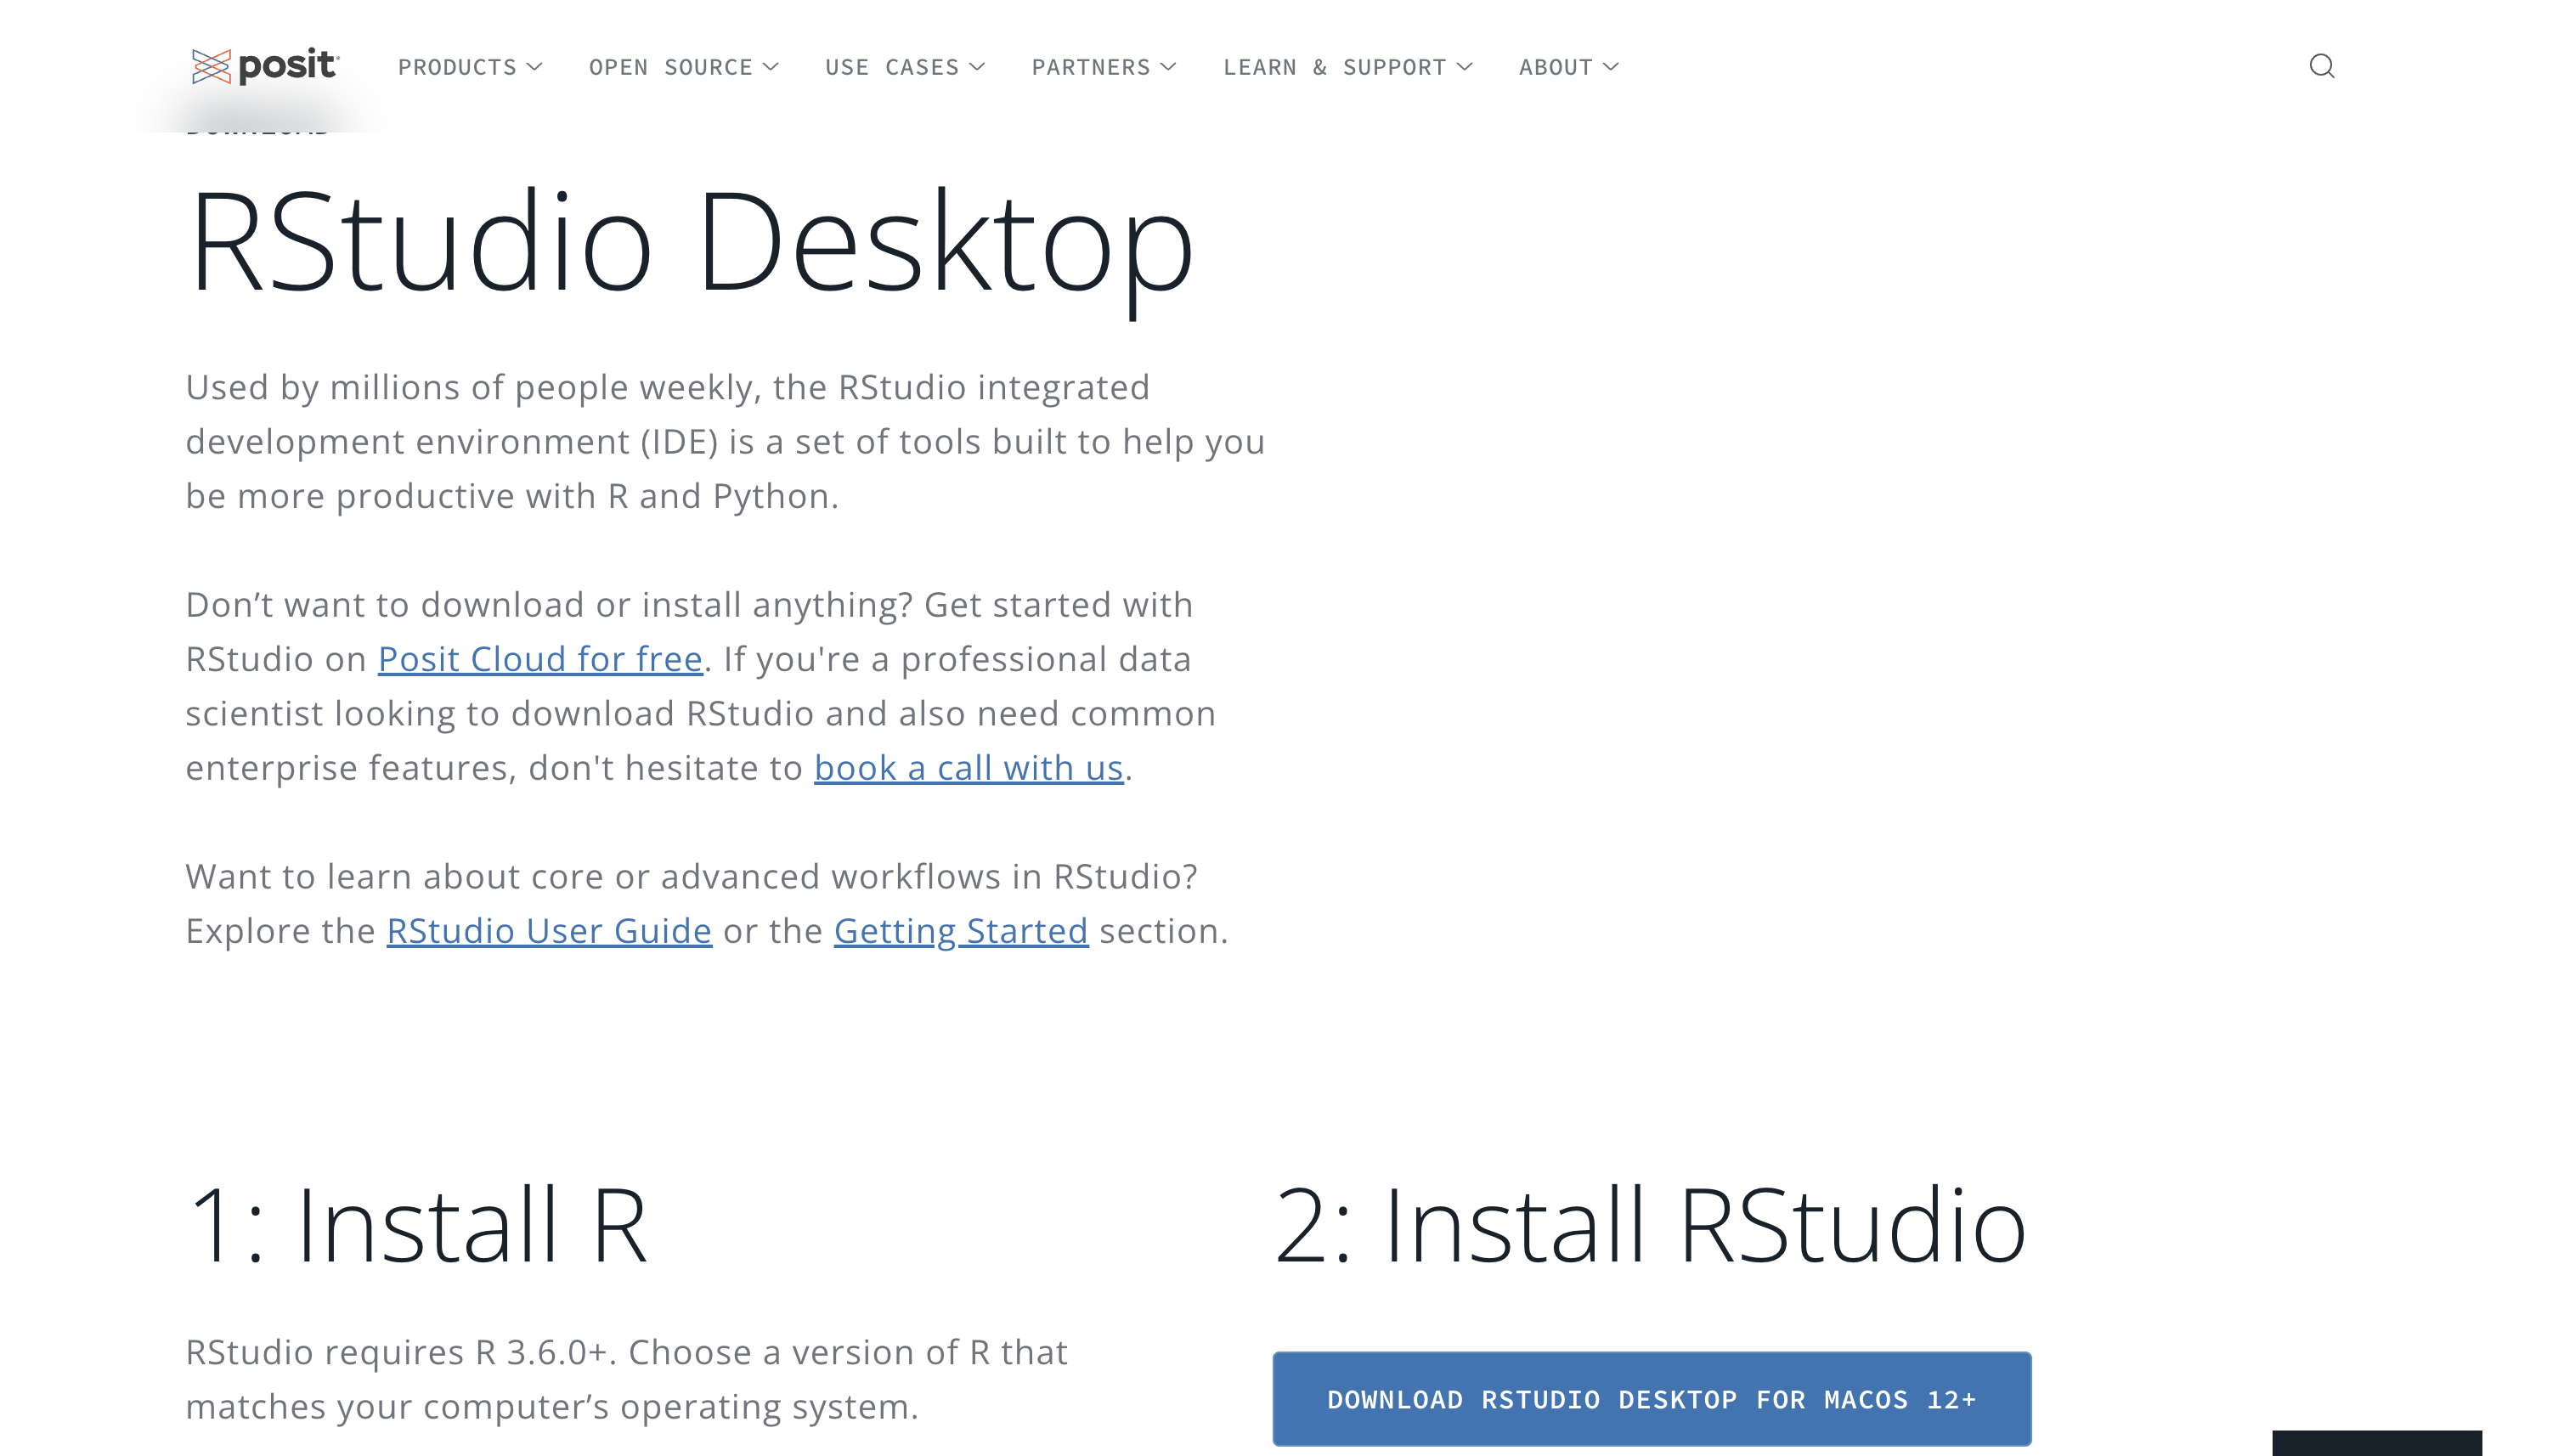 posit
PRODUCTS
OPEN SOURCE
USE CASES
PARTNERS
LEARN & SUPPORT
ABOUT
RStudio Desktop
Used by millions of people weekly, the RStudio integrated
development environment (IDE) is a set of tools built to help you
be more productive with R and Python.
Don’t want to download or install anything? Get started with
RStudio on Posit Cloud for free. If you're a professional data
scientist looking to download RStudio and also need common
enterprise features, don't hesitate to book a call with us.
Want to learn about core or advanced workflows in RStudio?
Explore the RStudio User Guide or the Getting Started section.
1: Install R
RStudio requires R 3.6.0+. Choose a version of R that
matches your computer’s operating system.
2: Install RStudio
DOWNLOAD RSTUDIO DESKTOP FOR MACOS 12+